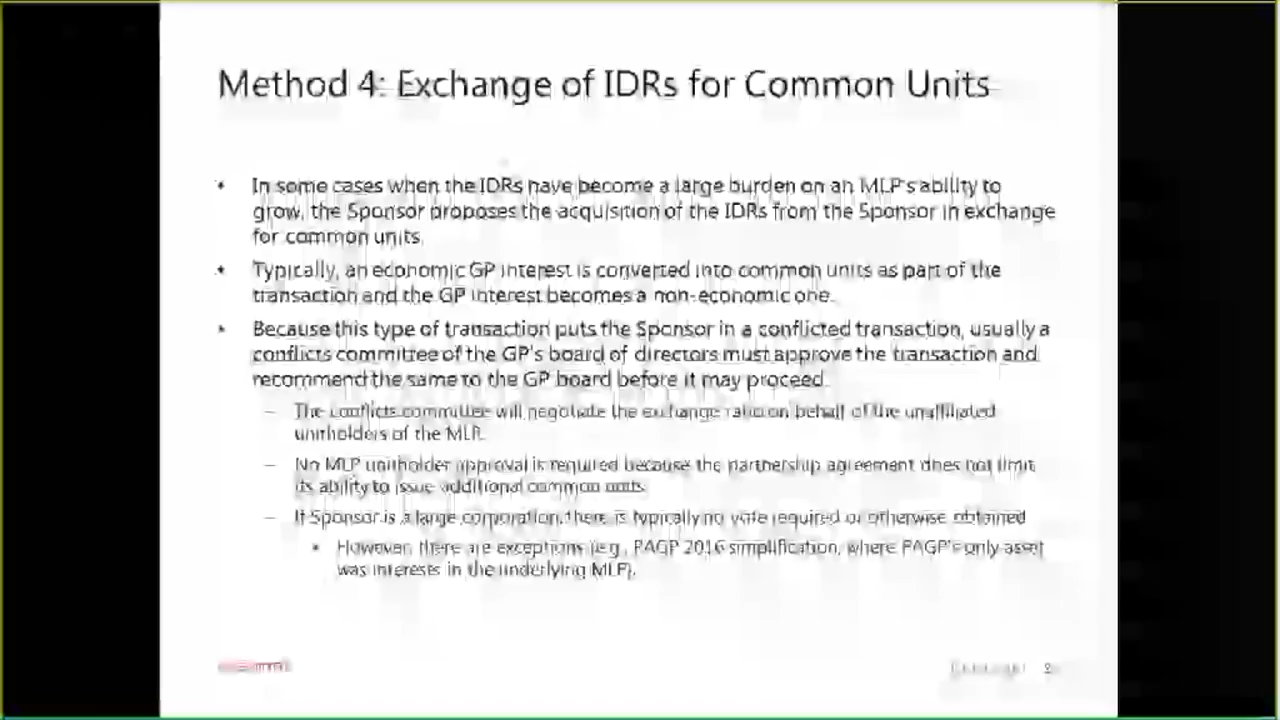 Method 4: Exchange of IDRs for Common Units
• In some cases when the IDRs have become a large burden on an MLP's ability to
grow, the Sponsor proposes the acquisition of the IDRs from the Sponsor in exchange
for common units.
• Typically, an economic GP interest is converted into common units as part of the
transaction and the GP interest becomes a non-economic one.
• Because this type of transaction puts the Sponsor in a conflicted transaction, usually a
conflicts committee of the GP's board of directors must approve the transaction and
recommend the same to the GP board before it may proceed.
– The conflicts committee will negotiate the exchange ratio on behalf of the unaffiliated
unitholders of the MLP.
– No MLP unitholder approval is required because the partnership agreement does not limit
its ability to issue additional common units.
– If Sponsor is a large corporation, there is typically no vote required or otherwise obtained
• However, there are exceptions (e.g., PAGP 2016 simplification, where PAGP's only asset
was interests in the underlying MLP).